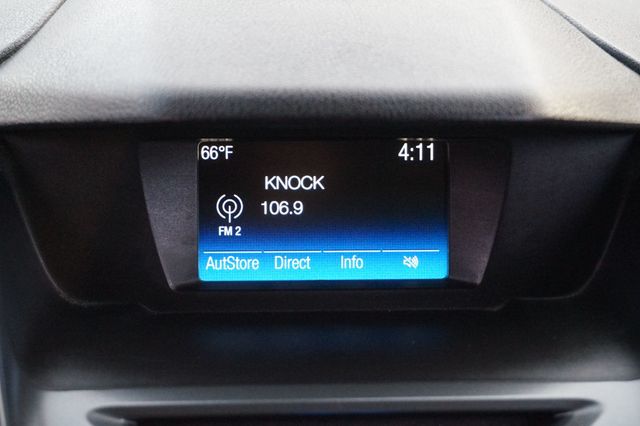 66°F 4:11
KNOCK
106.9
FM 2
AutStore Direct Info